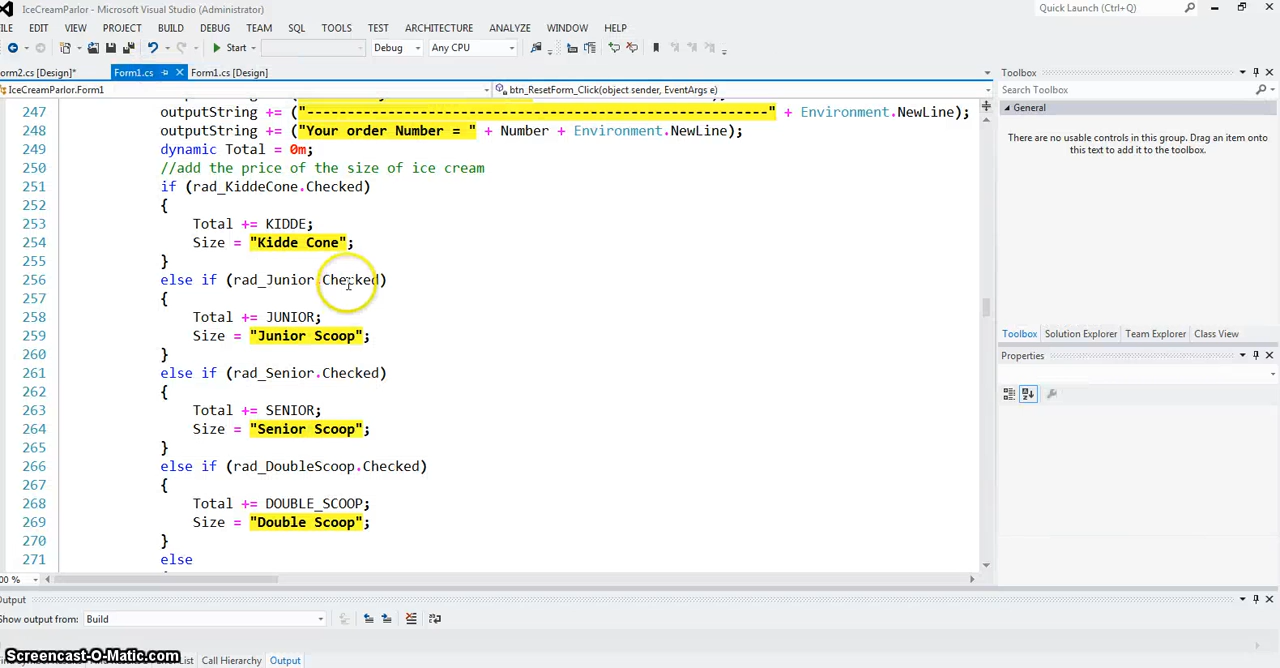 IceCreamParlor - Microsoft Visual Studio (Administrator)
Quick Launch (Ctrl+Q)
ILE EDIT VIEW PROJECT BUILD DEBUG TEAM SQL TOOLS TEST ARCHITECTURE ANALYZE WINDOW HELP
Start Debug Any CPU
orm2.cs [Design]* Form1.cs Form1.cs [Design]
IceCreamParlor.Form1 btn_ResetForm_Click(object sender, EventArgs e)
247 outputString += ("---------------------------------------------------------" + Environment.NewLine);
248 outputString += ("Your order Number = " + Number + Environment.NewLine);
249 dynamic Total = 0m;
250 //add the price of the size of ice cream
251 if (rad_KiddeCone.Checked)
252 {
253 Total += KIDDE;
254 Size = "Kidde Cone";
255 }
256 else if (rad_Junior.Checked)
257 {
258 Total += JUNIOR;
259 Size = "Junior Scoop";
260 }
261 else if (rad_Senior.Checked)
262 {
263 Total += SENIOR;
264 Size = "Senior Scoop";
265 }
266 else if (rad_DoubleScoop.Checked)
267 {
268 Total += DOUBLE_SCOOP;
269 Size = "Double Scoop";
270 }
271 else
00 %
Toolbox
Search Toolbox
General
There are no usable controls in this group. Drag an item onto
this text to add it to the toolbox.
Toolbox Solution Explorer Team Explorer Class View
Properties
Output
Show output from: Build
Screencast-O-Matic.com
List Call Hierarchy Output